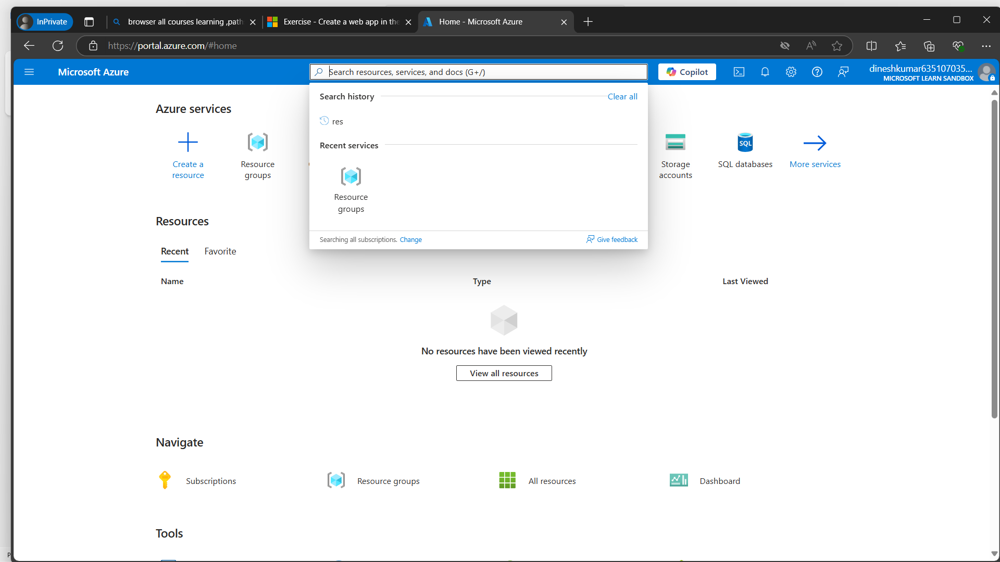 InPrivate
browser all courses learning ,path
Exercise - Create a web app in the
Home - Microsoft Azure
https://portal.azure.com/#home
Microsoft Azure
Search resources, services, and docs (G+/)
Copilot
dineshkumar635107035...
MICROSOFT LEARN SANDBOX
Search history
Clear all
res
Recent services
Resource
groups
Searching all subscriptions. Change
Give feedback
Azure services
Create a
resource
Resource
groups
Storage
accounts
SQL
SQL databases
More services
Resources
Recent
Favorite
Name
Type
Last Viewed
No resources have been viewed recently
View all resources
Navigate
Subscriptions
Resource groups
All resources
Dashboard
Tools